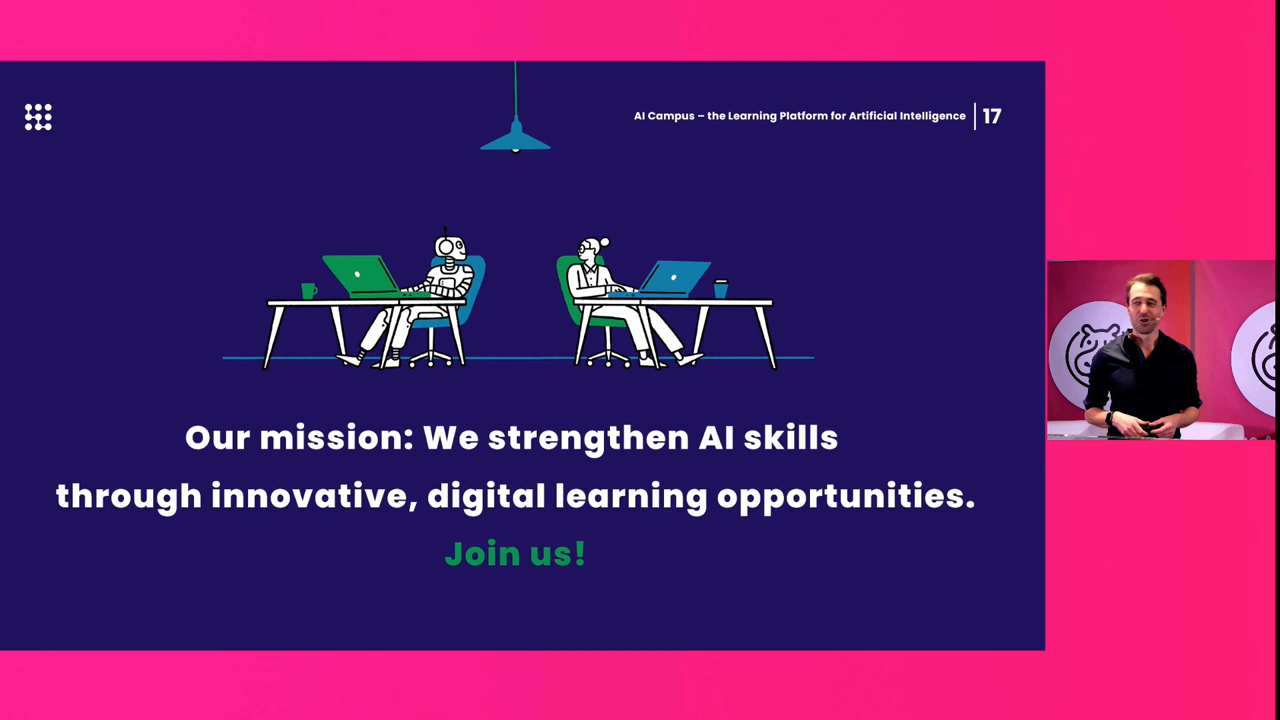 AI Campus – the Learning Platform for Artificial Intelligence | 17
Our mission: We strengthen AI skills
through innovative, digital learning opportunities.
Join us!